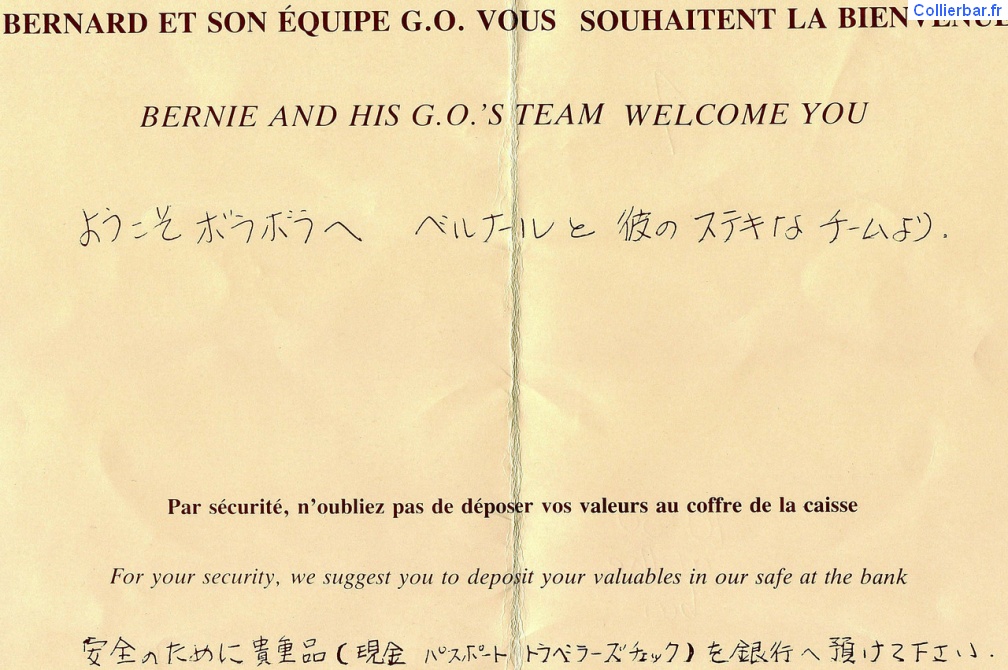 Collierbar.fr
BERNARD ET SON ÉQUIPE G.O. VOUS SOUHAITENT LA BIENVENUE
BERNIE AND HIS G.O.'S TEAM WELCOME YOU
ようこそ ボラボラへ ベルナールと 彼の ステキな チームより.
Par sécurité, n'oubliez pas de déposer vos valeurs au coffre de la caisse
For your security, we suggest you to deposit your valuables in our safe at the bank
安全のために貴重品(現金 パスポート トラベラーズチェック)を銀行へ預けて下さい.